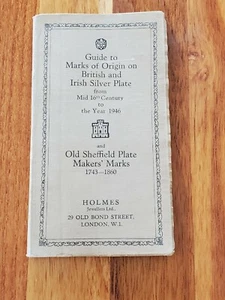 Guide to
Marks of Origin on
British and
Irish Silver Plate
from
Mid 16th Century
to
the Year 1946
and
Old Sheffield Plate
Makers' Marks
1743—1860
HOLMES
Jewellers Ltd.,
29 OLD BOND STREET,
LONDON, W.1.